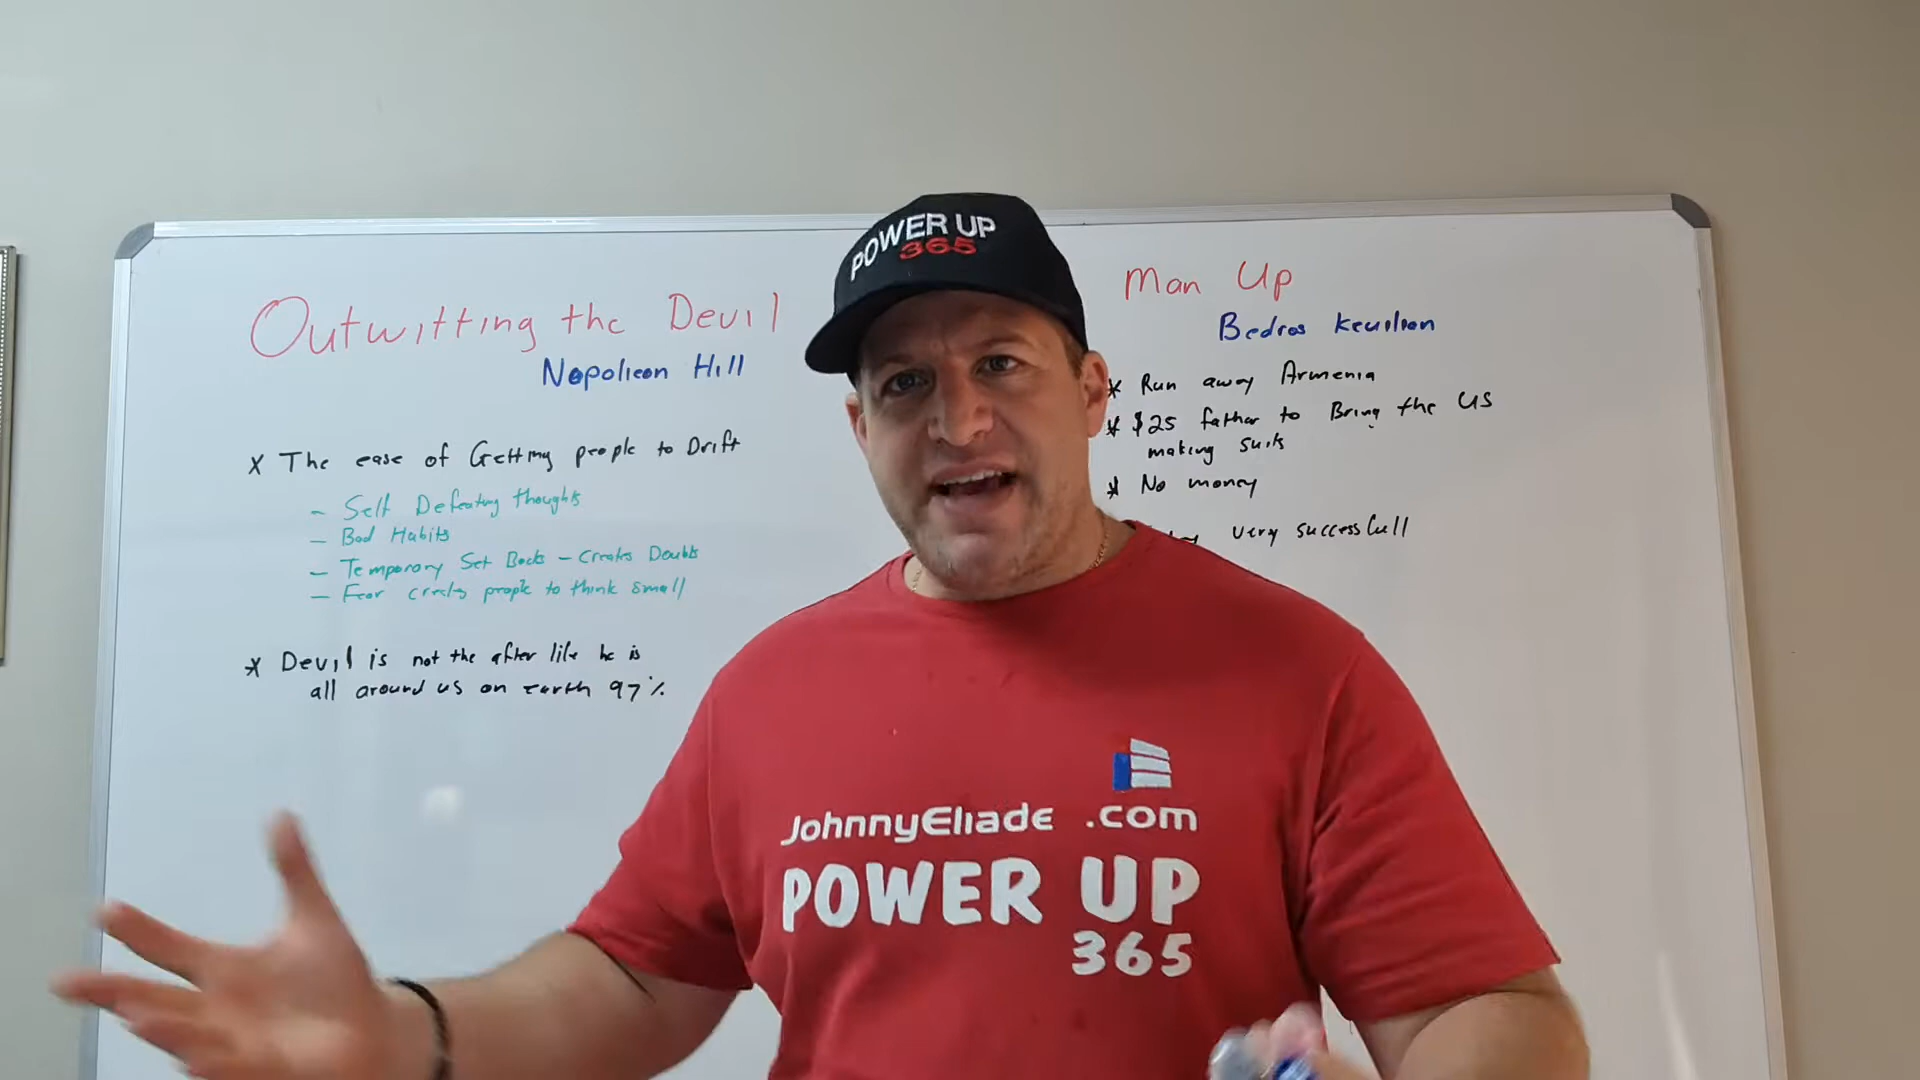 Outwitting the Devil
Nopolieon Hill
X The ease of Getting people to Drift
- Self Defeating thoughts
- Bad Habits
- Temporary Set Backs - Creates Doubts
- Fear creates people to think small
* Devil is not the after life he is
all around us on earth 97%
POWER UP
365
Man Up
Bedros Keuilian
* Run away Armenia
* $25 father to Bring the US
making suits
* No money
very successfull
JohnnyEliade.com
POWER UP
365